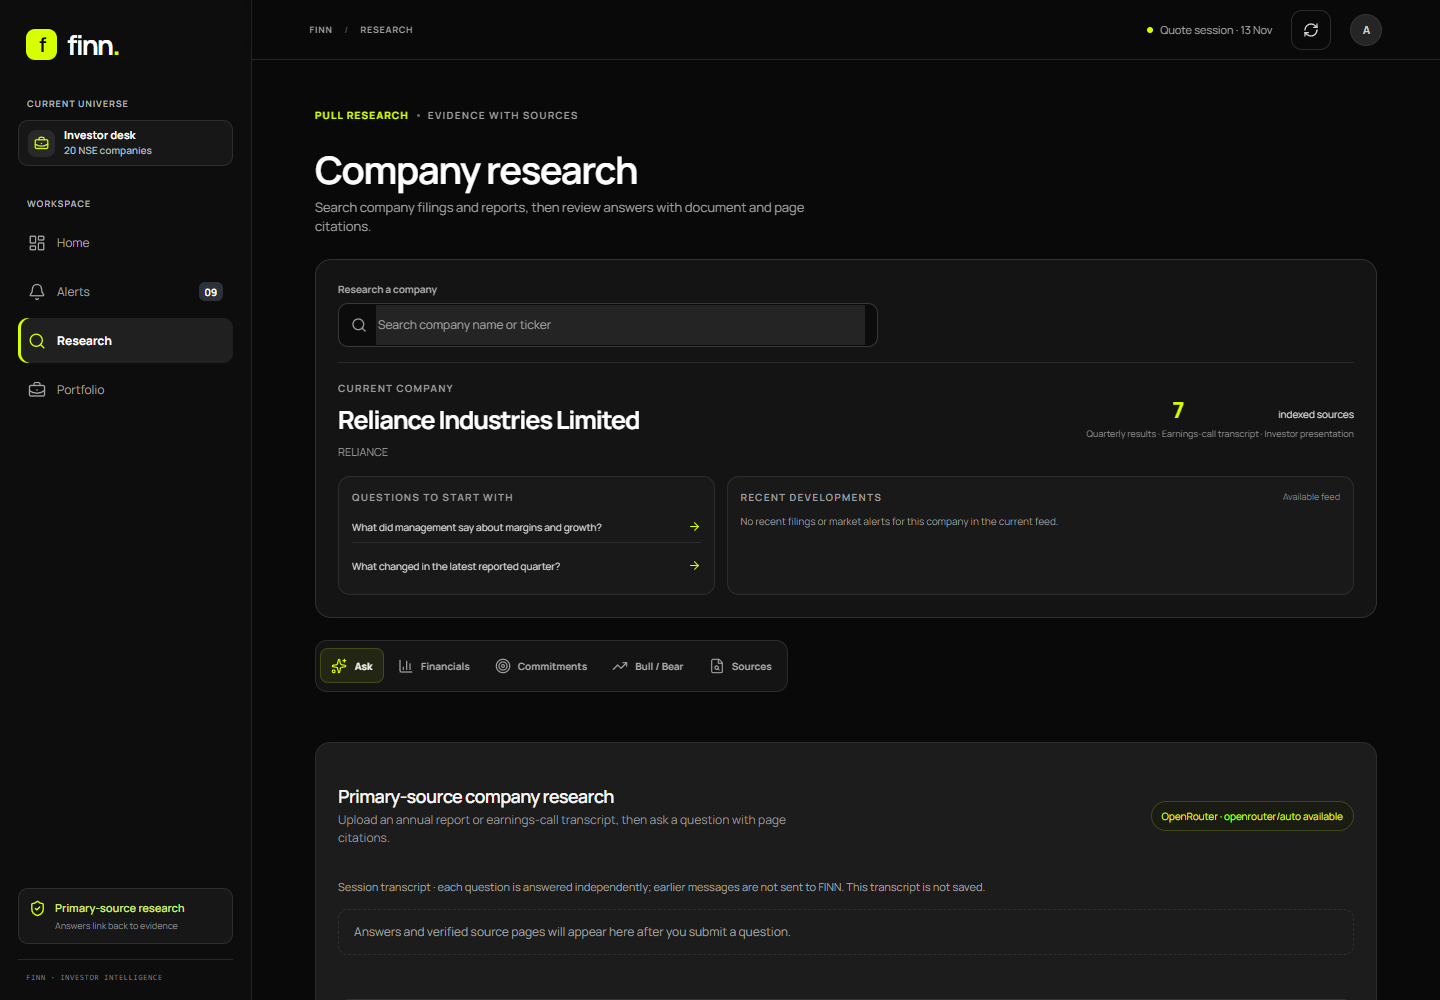 f finn.
FINN / RESEARCH
Quote session · 13 Nov
A
CURRENT UNIVERSE
Investor desk
20 NSE companies
WORKSPACE
Home
Alerts 09
Research
Portfolio
Primary-source research
Answers link back to evidence
FINN · INVESTOR INTELLIGENCE
PULL RESEARCH • EVIDENCE WITH SOURCES
Company research
Search company filings and reports, then review answers with document and page
citations.
Research a company
Search company name or ticker
CURRENT COMPANY
Reliance Industries Limited
RELIANCE
7 indexed sources
Quarterly results · Earnings-call transcript · Investor presentation
QUESTIONS TO START WITH
What did management say about margins and growth?
What changed in the latest reported quarter?
RECENT DEVELOPMENTS Available feed
No recent filings or market alerts for this company in the current feed.
Ask Financials Commitments Bull / Bear Sources
Primary-source company research
Upload an annual report or earnings-call transcript, then ask a question with page
citations.
OpenRouter · openrouter/auto available
Session transcript · each question is answered independently; earlier messages are not sent to FINN. This transcript is not saved.
Answers and verified source pages will appear here after you submit a question.